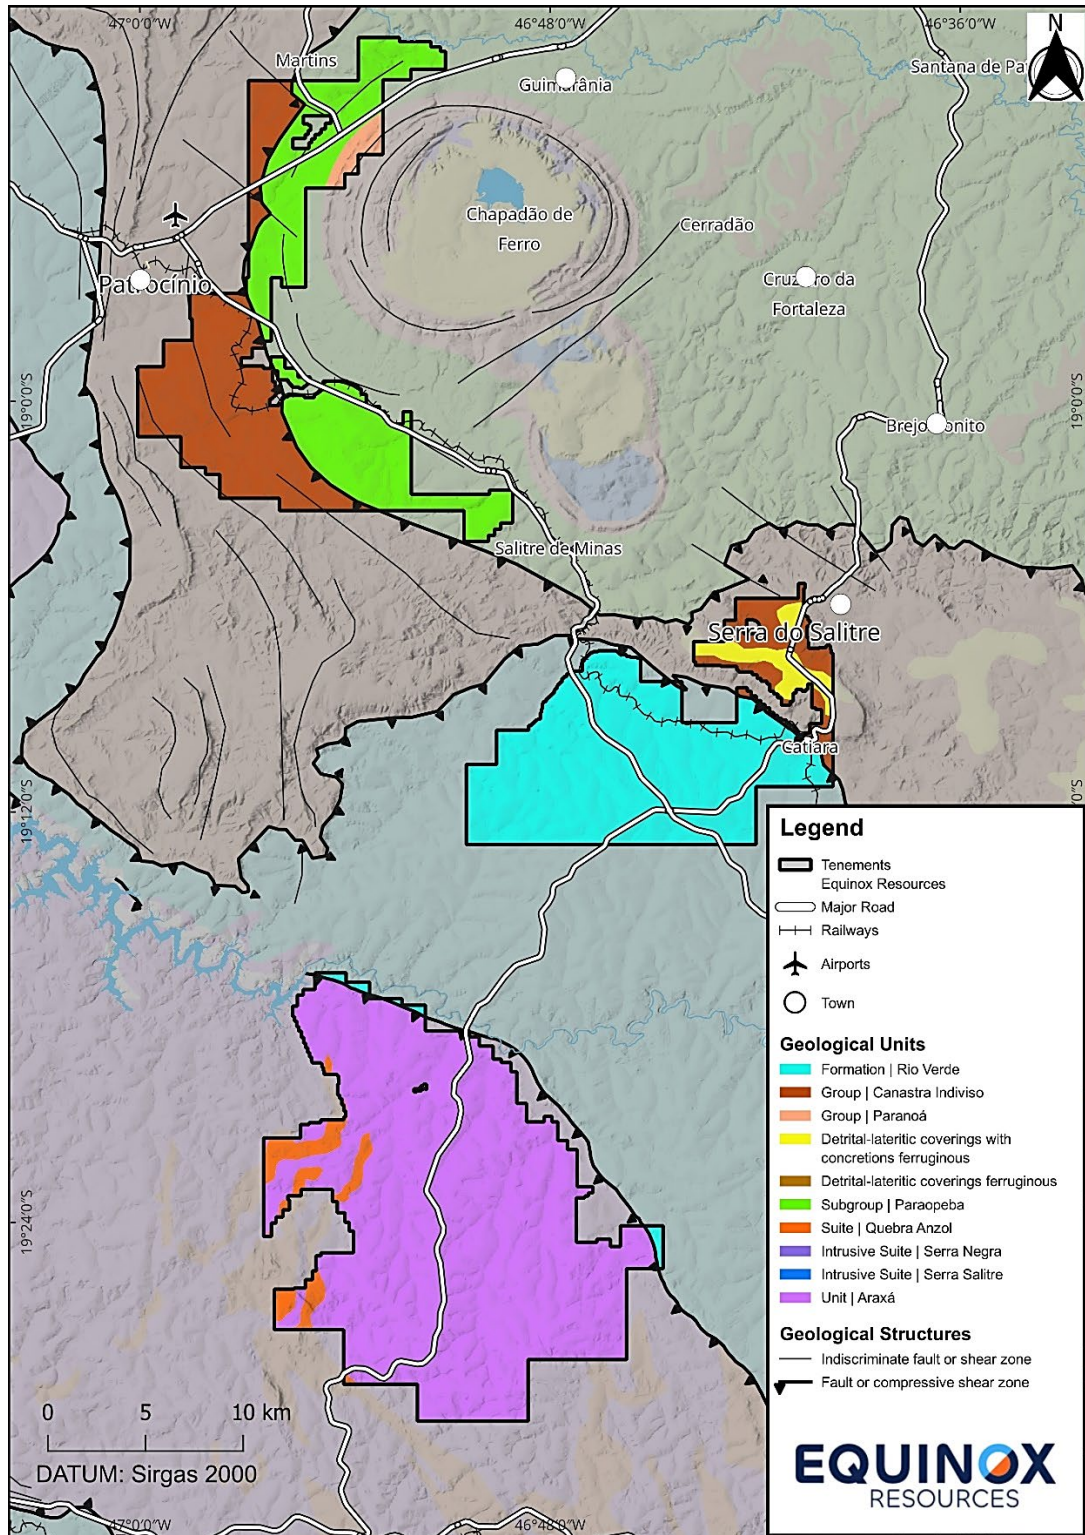 47°0′0″W
46°48′0″W
46°36′0″W
N
Martins
Guimarânia
Santana de Pa
Chapadão de
Ferro
Cerradão
Patrocínio
Cruzeiro da
Fortaleza
19°0′0″S
19°0′0″S
Brejo Bonito
Salitre de Minas
Serra do Salitre
Catiara
19°12′0″S
0″S
Legend
Tenements
Equinox Resources
Major Road
Railways
Airports
Town
Geological Units
Formation | Rio Verde
Group | Canastra Indiviso
Group | Paranoá
Detrital-lateritic coverings with
concretions ferruginous
Detrital-lateritic coverings ferruginous
Subgroup | Paraopeba
Suite | Quebra Anzol
Intrusive Suite | Serra Negra
Intrusive Suite | Serra Salitre
Unit | Araxá
Geological Structures
Indiscriminate fault or shear zone
Fault or compressive shear zone
19°24′0″S
0 5 10 km
DATUM: Sirgas 2000
EQUINOX
RESOURCES
47°0′0″W
46°48′0″W